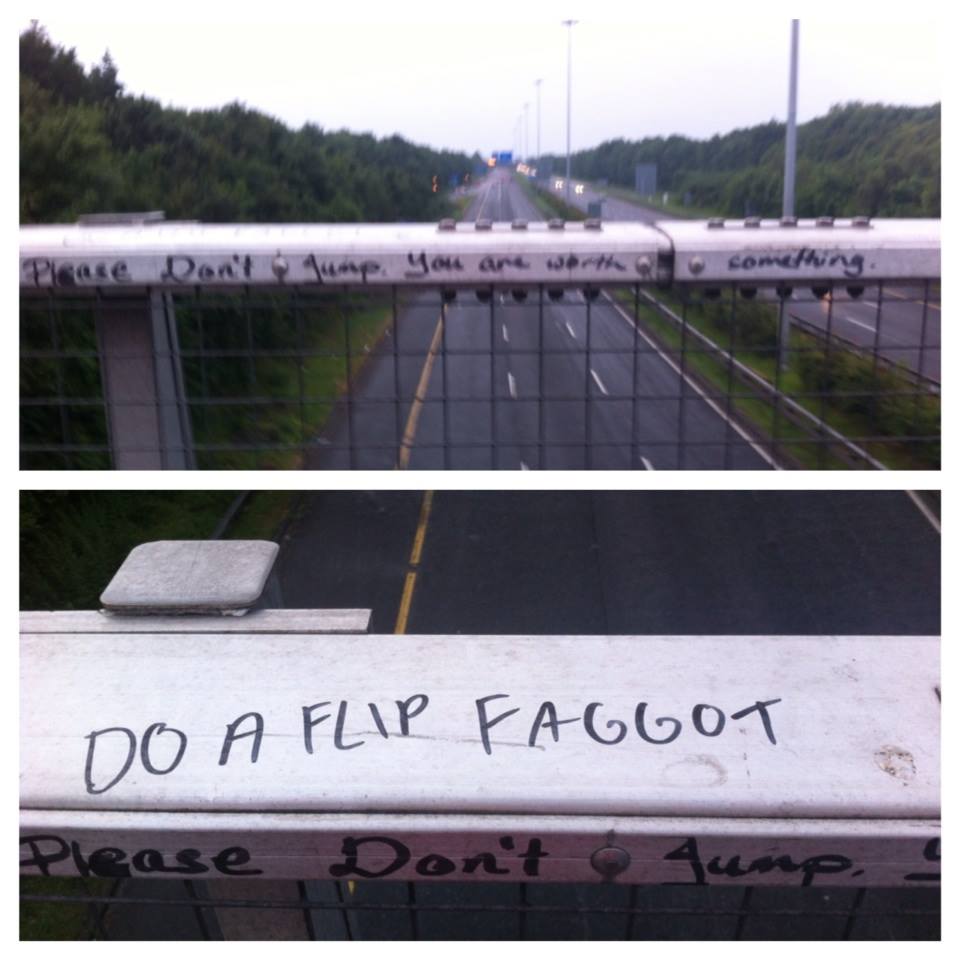 Please Don't Jump. You are worth something.
DO A FLIP FAGGOT
Please Don't Jump. Y